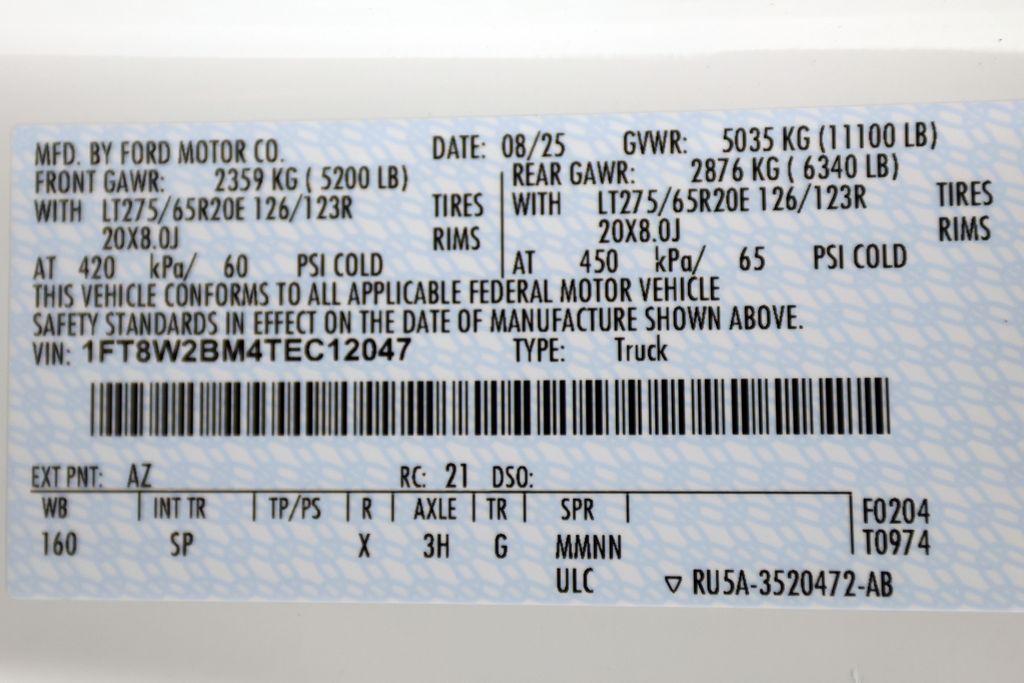 MFD. BY FORD MOTOR CO. DATE: 08/25 GVWR: 5035 KG (11100 LB)
FRONT GAWR: 2359 KG ( 5200 LB) REAR GAWR: 2876 KG ( 6340 LB)
WITH LT275/65R20E 126/123R TIRES WITH LT275/65R20E 126/123R TIRES
20X8.0J RIMS 20X8.0J RIMS
AT 420 kPa/ 60 PSI COLD AT 450 kPa/ 65 PSI COLD
THIS VEHICLE CONFORMS TO ALL APPLICABLE FEDERAL MOTOR VEHICLE
SAFETY STANDARDS IN EFFECT ON THE DATE OF MANUFACTURE SHOWN ABOVE.
VIN: 1FT8W2BM4TEC12047 TYPE: Truck
EXT PNT: AZ RC: 21 DSO:
WB INT TR TP/PS R AXLE TR SPR F0204
160 SP X 3H G MMNN T0974
ULC ▽ RU5A-3520472-AB